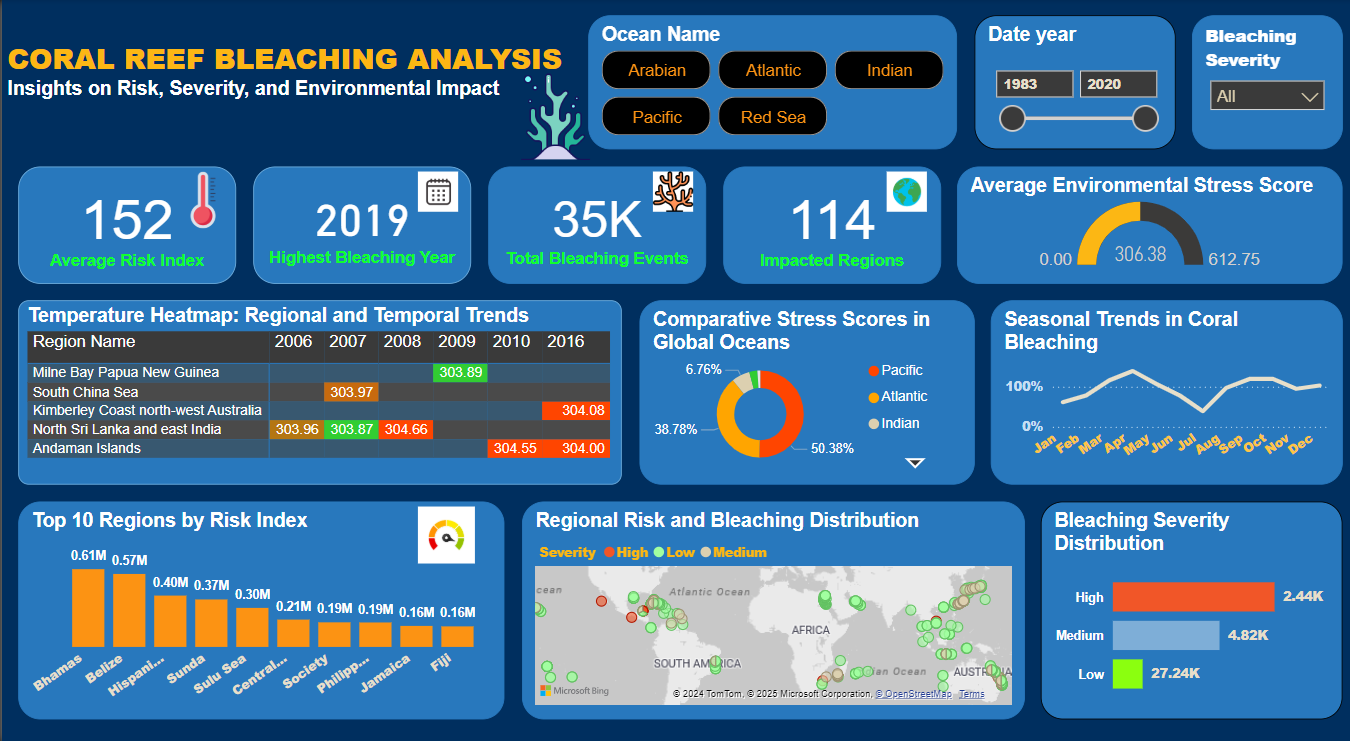 CORAL REEF BLEACHING ANALYSIS
Insights on Risk, Severity, and Environmental Impact
Ocean Name
Arabian
Atlantic
Indian
Pacific
Red Sea
Date year
1983
2020
Bleaching
Severity
All
152
Average Risk Index
2019
Highest Bleaching Year
35K
Total Bleaching Events
114
Impacted Regions
Average Environmental Stress Score
0.00
306.38
612.75
Temperature Heatmap: Regional and Temporal Trends
Region Name 2006 2007 2008 2009 2010 2016
Milne Bay Papua New Guinea 303.89
South China Sea 303.97
Kimberley Coast north-west Australia 304.08
North Sri Lanka and east India 303.96 303.87 304.66
Andaman Islands 304.55 304.00
Comparative Stress Scores in
Global Oceans
6.76%
38.78%
50.38%
Pacific
Atlantic
Indian
Seasonal Trends in Coral
Bleaching
100%
0%
Jan Feb Mar Apr May Jun Jul Aug Sep Oct Nov Dec
Top 10 Regions by Risk Index
0.61M 0.57M 0.40M 0.37M 0.30M 0.21M 0.19M 0.19M 0.16M 0.16M
Bhamas Belize Hispani... Sunda Sulu Sea Central... Society Philipp... Jamaica Fiji
Regional Risk and Bleaching Distribution
Severity High Low Medium
cean
Atlantic Ocean
AFRICA
SOUTH AMERICA
ian Ocean
AUSTRALIA
Microsoft Bing
© 2024 TomTom, © 2025 Microsoft Corporation, © OpenStreetMap Terms
Bleaching Severity
Distribution
High 2.44K
Medium 4.82K
Low 27.24K